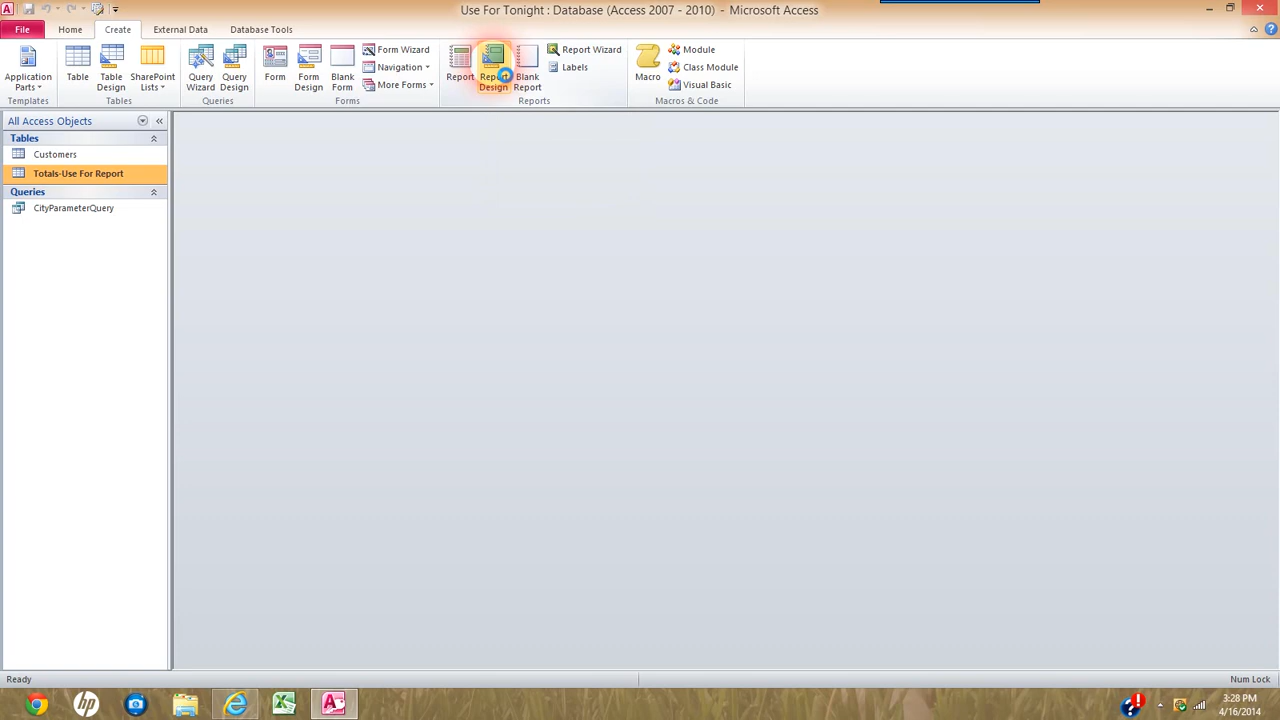 Use For Tonight : Database (Access 2007 - 2010) - Microsoft Access
File Home Create External Data Database Tools
Application Parts Table Table Design SharePoint Lists Query Wizard Query Design Form Form Design Blank Form Form Wizard Navigation More Forms Report Report Design Blank Report Report Wizard Labels Macro Module Class Module Visual Basic
Templates Tables Queries Forms Reports Macros & Code
All Access Objects
Tables
Customers
Totals-Use For Report
Queries
CityParameterQuery
Ready Num Lock
3:28 PM
4/16/2014